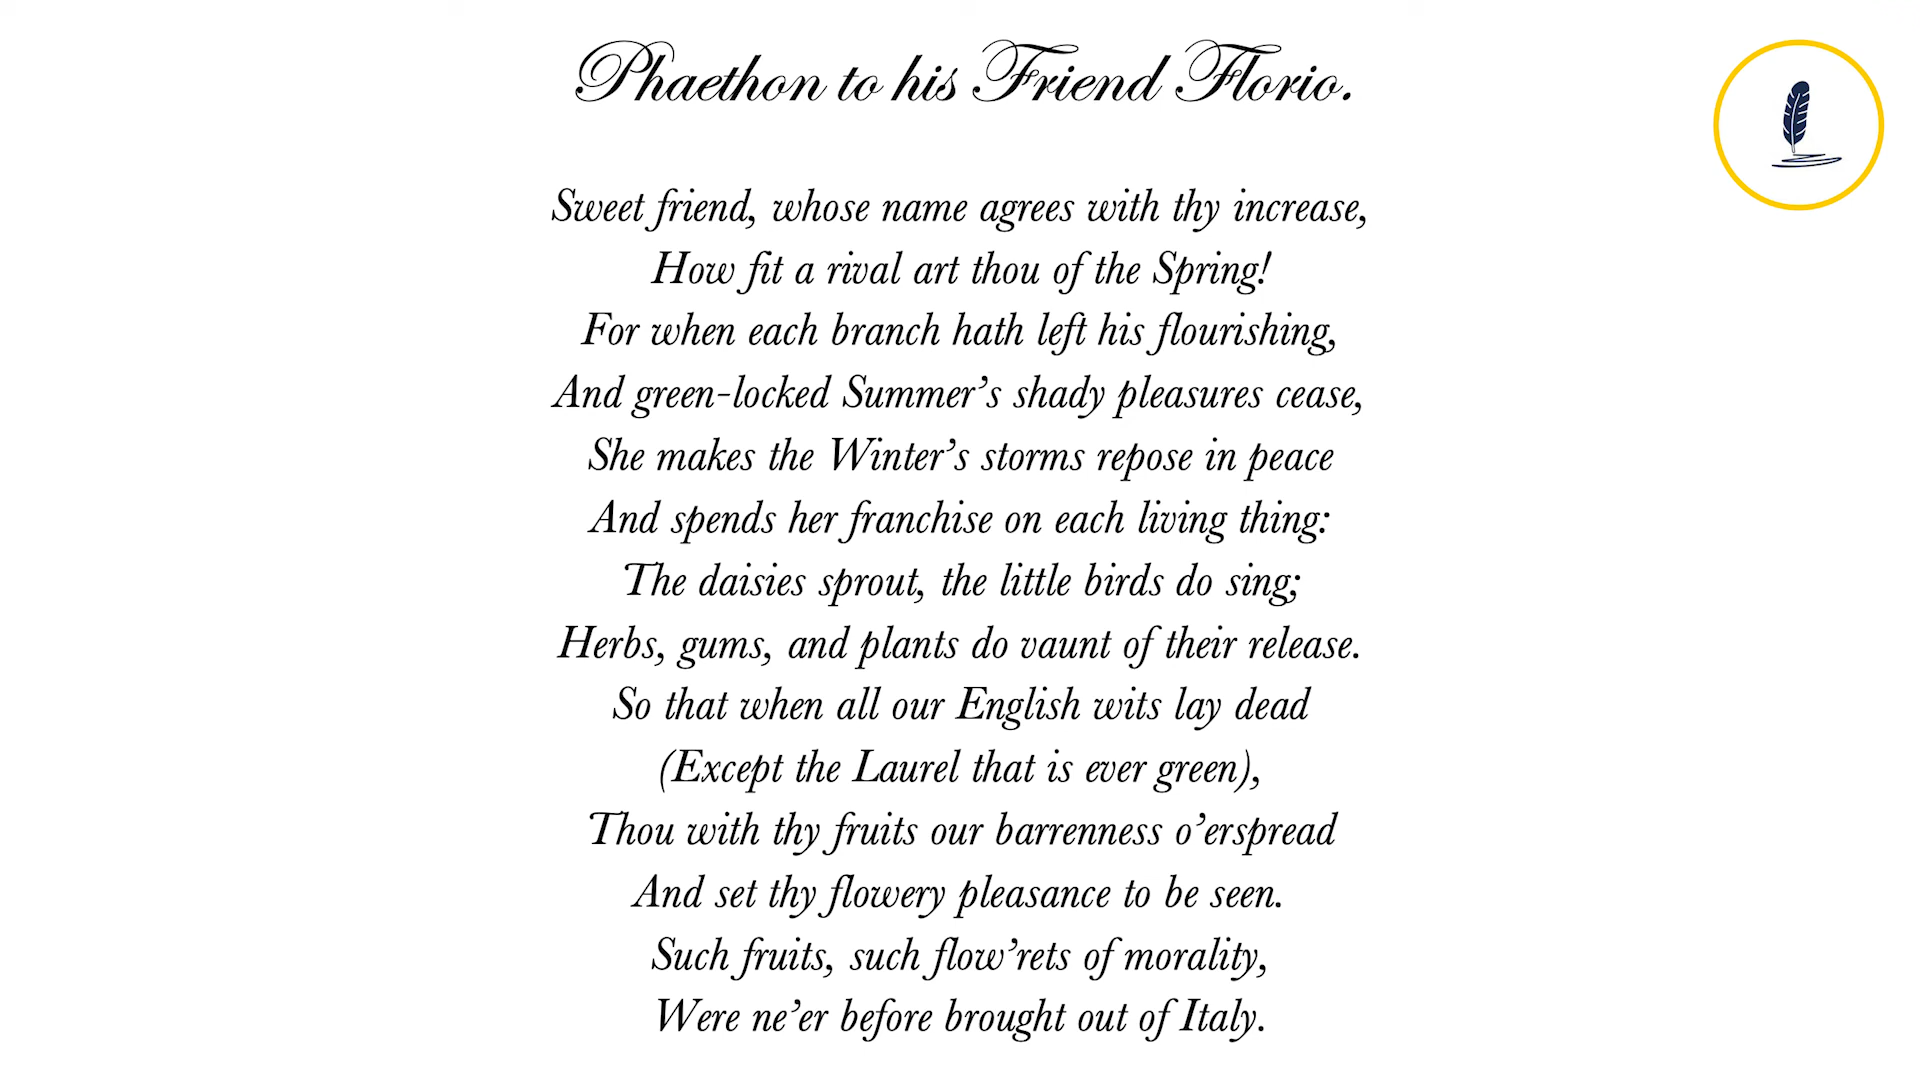 Phaethon to his Friend Florio.
Sweet friend, whose name agrees with thy increase,
How fit a rival art thou of the Spring!
For when each branch hath left his flourishing,
And green-locked Summer’s shady pleasures cease,
She makes the Winter’s storms repose in peace
And spends her franchise on each living thing:
The daisies sprout, the little birds do sing;
Herbs, gums, and plants do vaunt of their release.
So that when all our English wits lay dead
(Except the Laurel that is ever green),
Thou with thy fruits our barrenness o’erspread
And set thy flowery pleasance to be seen.
Such fruits, such flow’rets of morality,
Were ne’er before brought out of Italy.